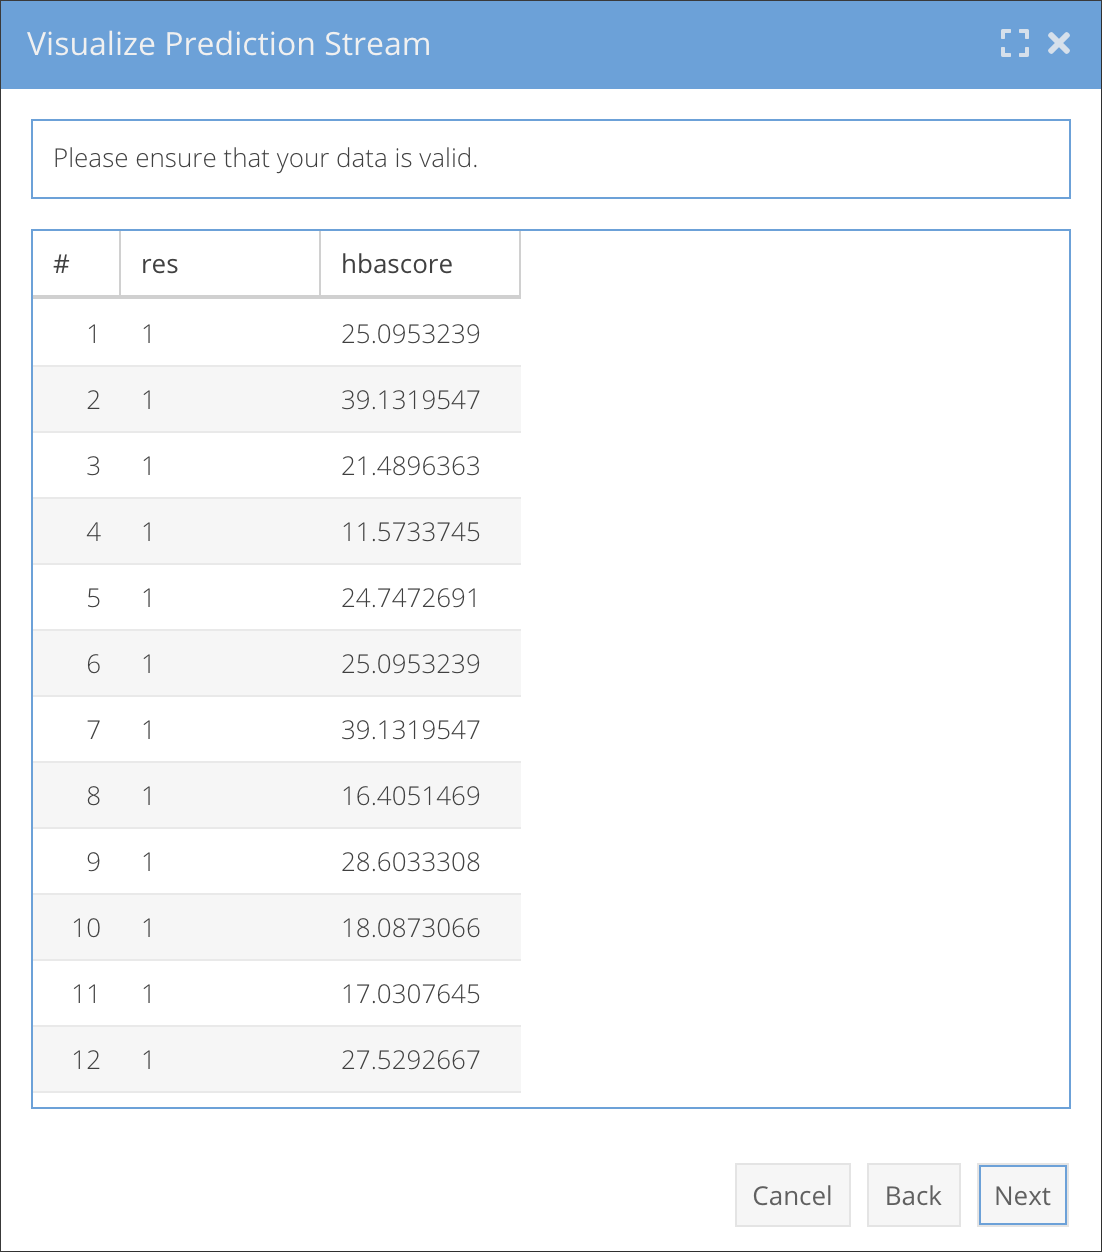 Visualize Prediction Stream
Please ensure that your data is valid.
# res hbascore
1 1 25.0953239
2 1 39.1319547
3 1 21.4896363
4 1 11.5733745
5 1 24.7472691
6 1 25.0953239
7 1 39.1319547
8 1 16.4051469
9 1 28.6033308
10 1 18.0873066
11 1 17.0307645
12 1 27.5292667
Cancel Back Next